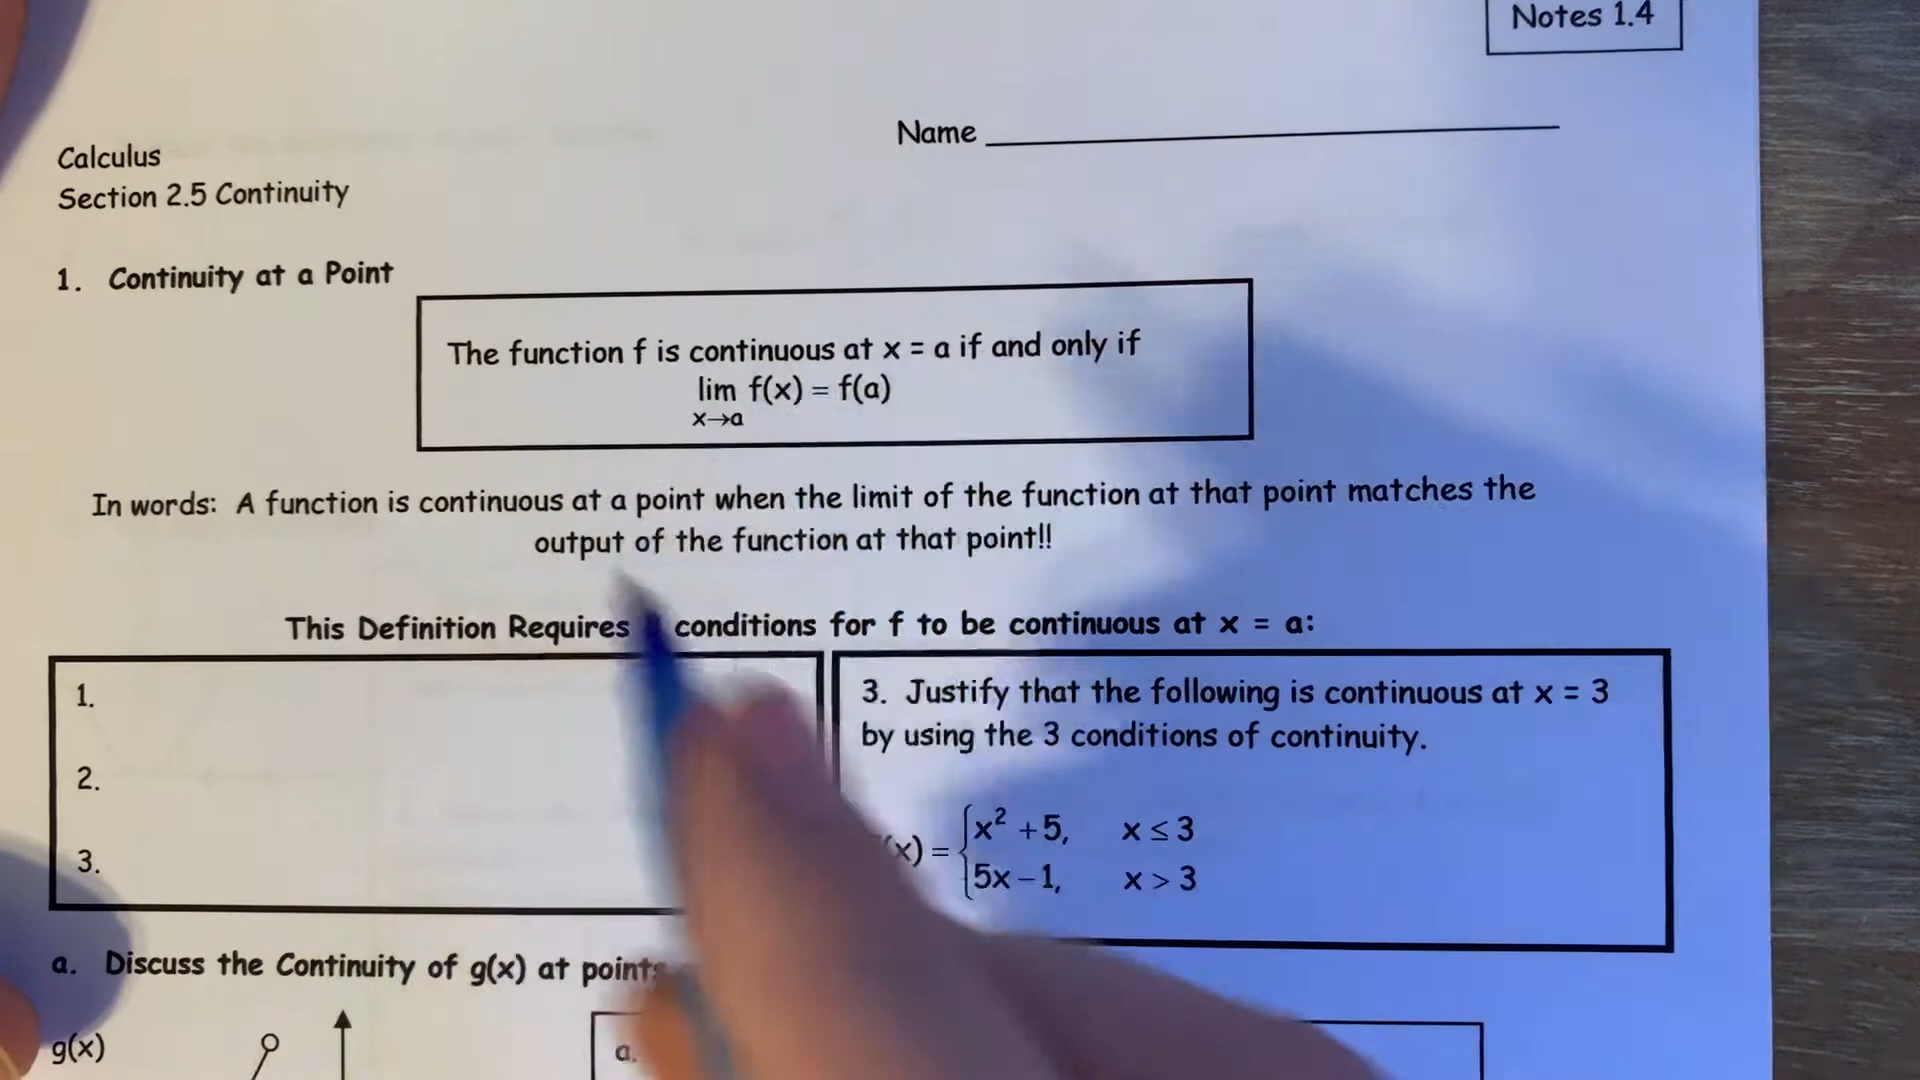 Notes 1.4
Name
Calculus
Section 2.5 Continuity
1. Continuity at a Point
The function f is continuous at x = a if and only if
lim f(x) = f(a)
x→a
In words: A function is continuous at a point when the limit of the function at that point matches the
output of the function at that point!!
This Definition Requires conditions for f to be continuous at x = a:
1.
2.
3.
3. Justify that the following is continuous at x = 3
by using the 3 conditions of continuity.
(x) = { x² + 5, x ≤ 3
5x − 1, x > 3
a. Discuss the Continuity of g(x) at points
g(x)
a.